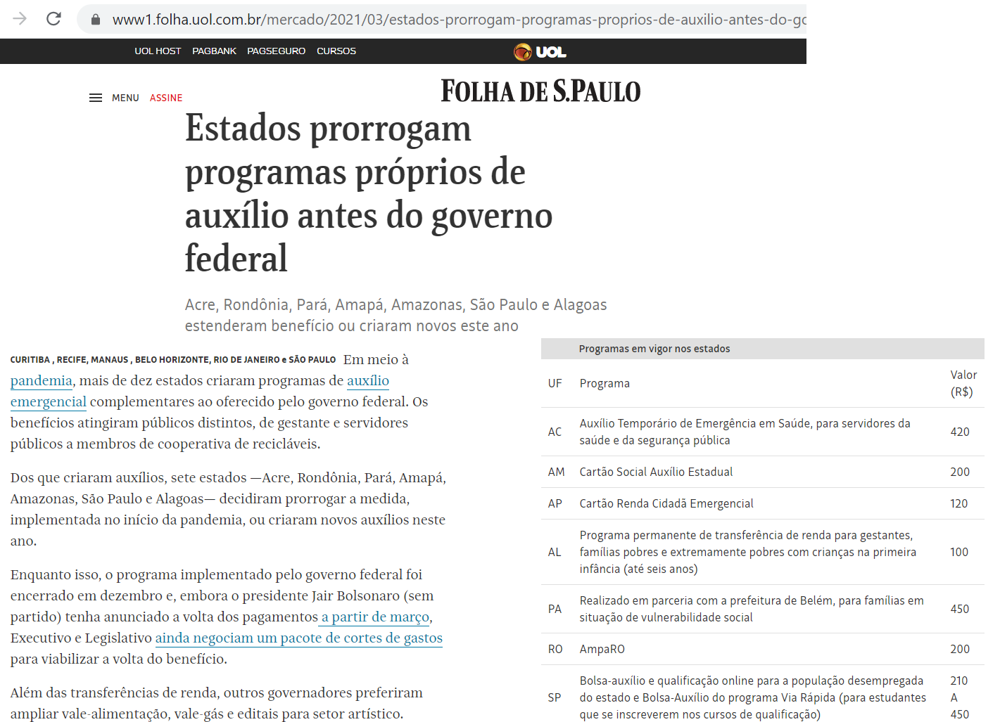 www1.folha.uol.com.br/mercado/2021/03/estados-prorrogam-programas-proprios-de-auxilio-antes-do-go
UOL HOST PAGBANK PAGSEGURO CURSOS UOL
MENU ASSINE FOLHA DE S.PAULO
Estados prorrogam
programas próprios de
auxílio antes do governo
federal
Acre, Rondônia, Pará, Amapá, Amazonas, São Paulo e Alagoas
estenderam benefício ou criaram novos este ano
CURITIBA , RECIFE, MANAUS , BELO HORIZONTE, RIO DE JANEIRO e SÃO PAULO Em meio à
pandemia, mais de dez estados criaram programas de auxílio
emergencial complementares ao oferecido pelo governo federal. Os
benefícios atingiram públicos distintos, de gestante e servidores
públicos a membros de cooperativa de recicláveis.
Dos que criaram auxílios, sete estados —Acre, Rondônia, Pará, Amapá,
Amazonas, São Paulo e Alagoas— decidiram prorrogar a medida,
implementada no início da pandemia, ou criaram novos auxílios neste
ano.
Enquanto isso, o programa implementado pelo governo federal foi
encerrado em dezembro e, embora o presidente Jair Bolsonaro (sem
partido) tenha anunciado a volta dos pagamentos a partir de março,
Executivo e Legislativo ainda negociam um pacote de cortes de gastos
para viabilizar a volta do benefício.
Além das transferências de renda, outros governadores preferiram
ampliar vale-alimentação, vale-gás e editais para setor artístico.
Programas em vigor nos estados
UF Programa Valor
(R$)
AC Auxílio Temporário de Emergência em Saúde, para servidores da
saúde e da segurança pública 420
AM Cartão Social Auxílio Estadual 200
AP Cartão Renda Cidadã Emergencial 120
AL Programa permanente de transferência de renda para gestantes,
famílias pobres e extremamente pobres com crianças na primeira
infância (até seis anos) 100
PA Realizado em parceria com a prefeitura de Belém, para famílias em
situação de vulnerabilidade social 450
RO AmpaRO 200
SP Bolsa-auxílio e qualificação online para a população desempregada
do estado e Bolsa-Auxílio do programa Via Rápida (para estudantes
que se inscreverem nos cursos de qualificação) 210
A
450